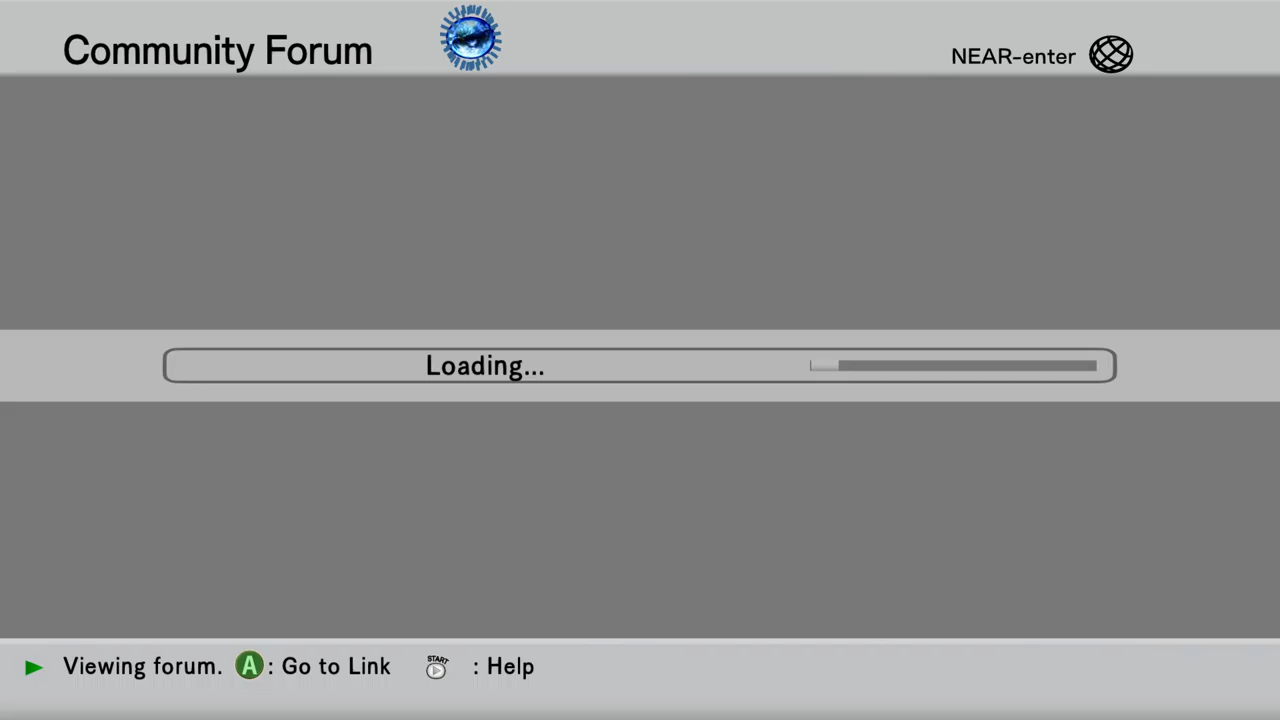 Community Forum
NEAR-enter
Loading...
Viewing forum. A : Go to Link START : Help